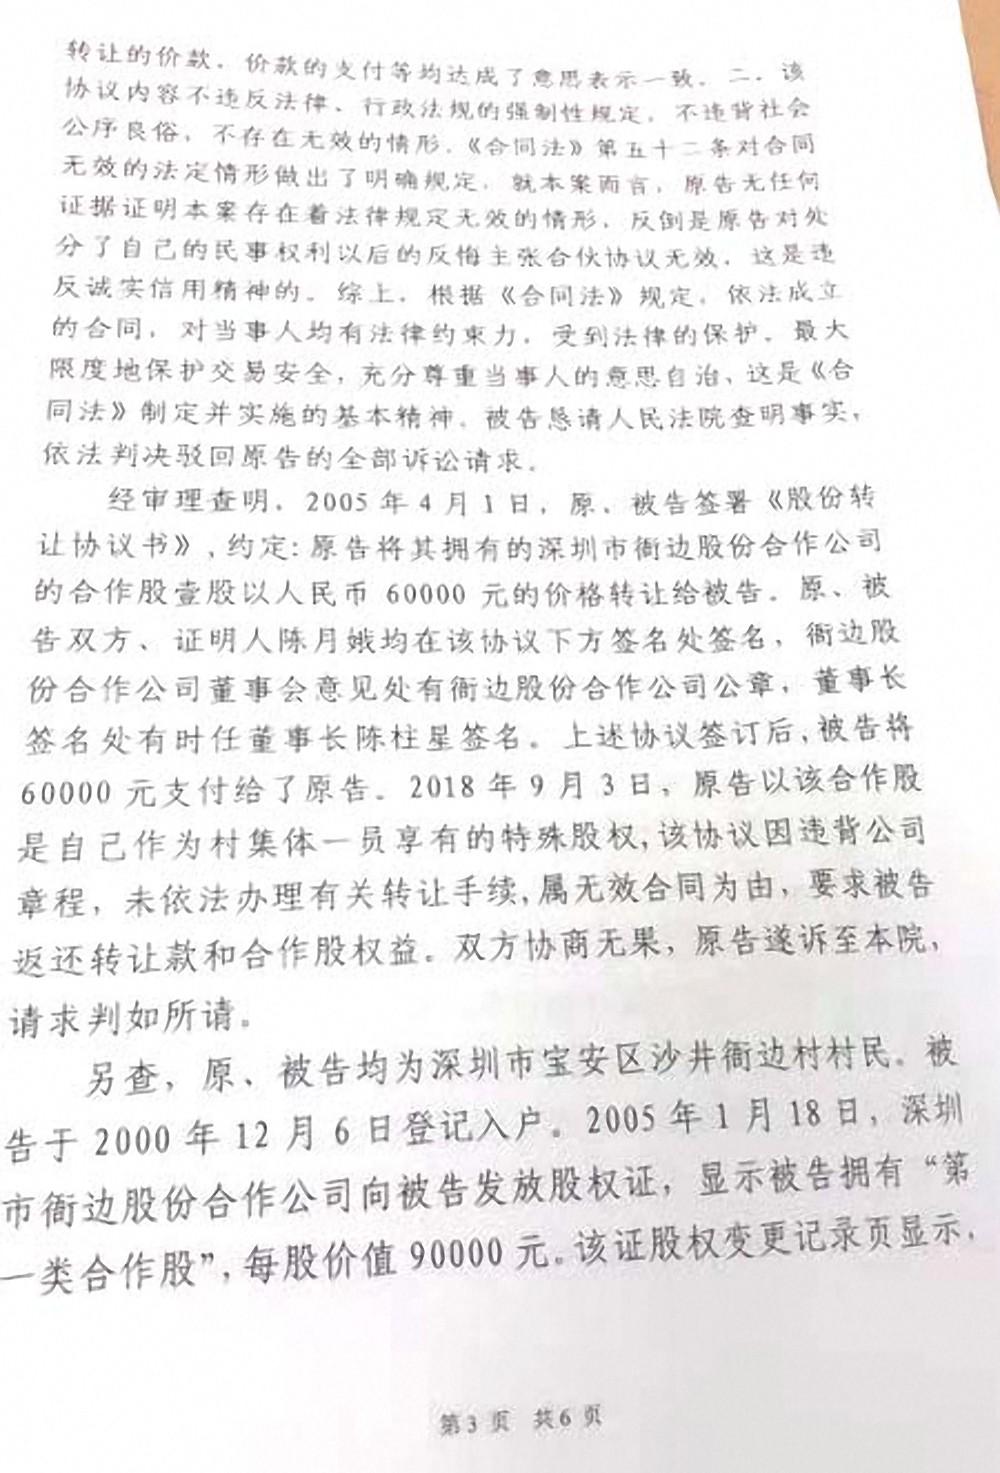 转让的价款，价款的支付等均达成了意思表示一致。二、该
协议内容不违反法律、行政法规的强制性规定，不违背社会
公序良俗，不存在无效的情形。《合同法》第五十二条对合同
无效的法定情形做出了明确规定，就本案而言，原告无任何
证据证明本案存在着法律规定无效的情形，反倒是原告对处
分了自己的民事权利以后的反悔主张合伙协议无效，这是违
反诚实信用精神的。综上，根据《合同法》规定，依法成立
的合同，对当事人均有法律约束力，受到法律的保护。最大
限度地保护交易安全，充分尊重当事人的意思自治、这是《合
同法》制定并实施的基本精神。被告恳请人民法院查明事实，
依法判决驳回原告的全部诉讼请求。
经审理查明，2005年4月1日，原、被告签署《股份转
让协议书》，约定：原告将其拥有的深圳市衙边股份合作公司
的合作股壹股以人民币 60000 元的价格转让给被告。原、被
告双方、证明人陈月娥均在该协议下方签名处签名，衙边股
份合作公司董事会意见处有衙边股份合作公司公章，董事长
签名处有时任董事长陈柱星签名。上述协议签订后，被告将
60000 元支付给了原告。2018年9月3日，原告以该合作股
是自己作为村集体一员享有的特殊股权，该协议因违背公司
章程，未依法办理有关转让手续，属无效合同为由，要求被告
返还转让款和合作股权益。双方协商无果，原告遂诉至本院，
请求判如所请。
另查，原、被告均为深圳市宝安区沙井衙边村村民。被
告于 2000 年 12 月 6 日登记入户。2005 年 1 月 18 日，深圳
市衙边股份合作公司向被告发放股权证，显示被告拥有“第
一类合作股”，每股价值 90000 元。该证股权变更记录页显示，
第3页 共6页